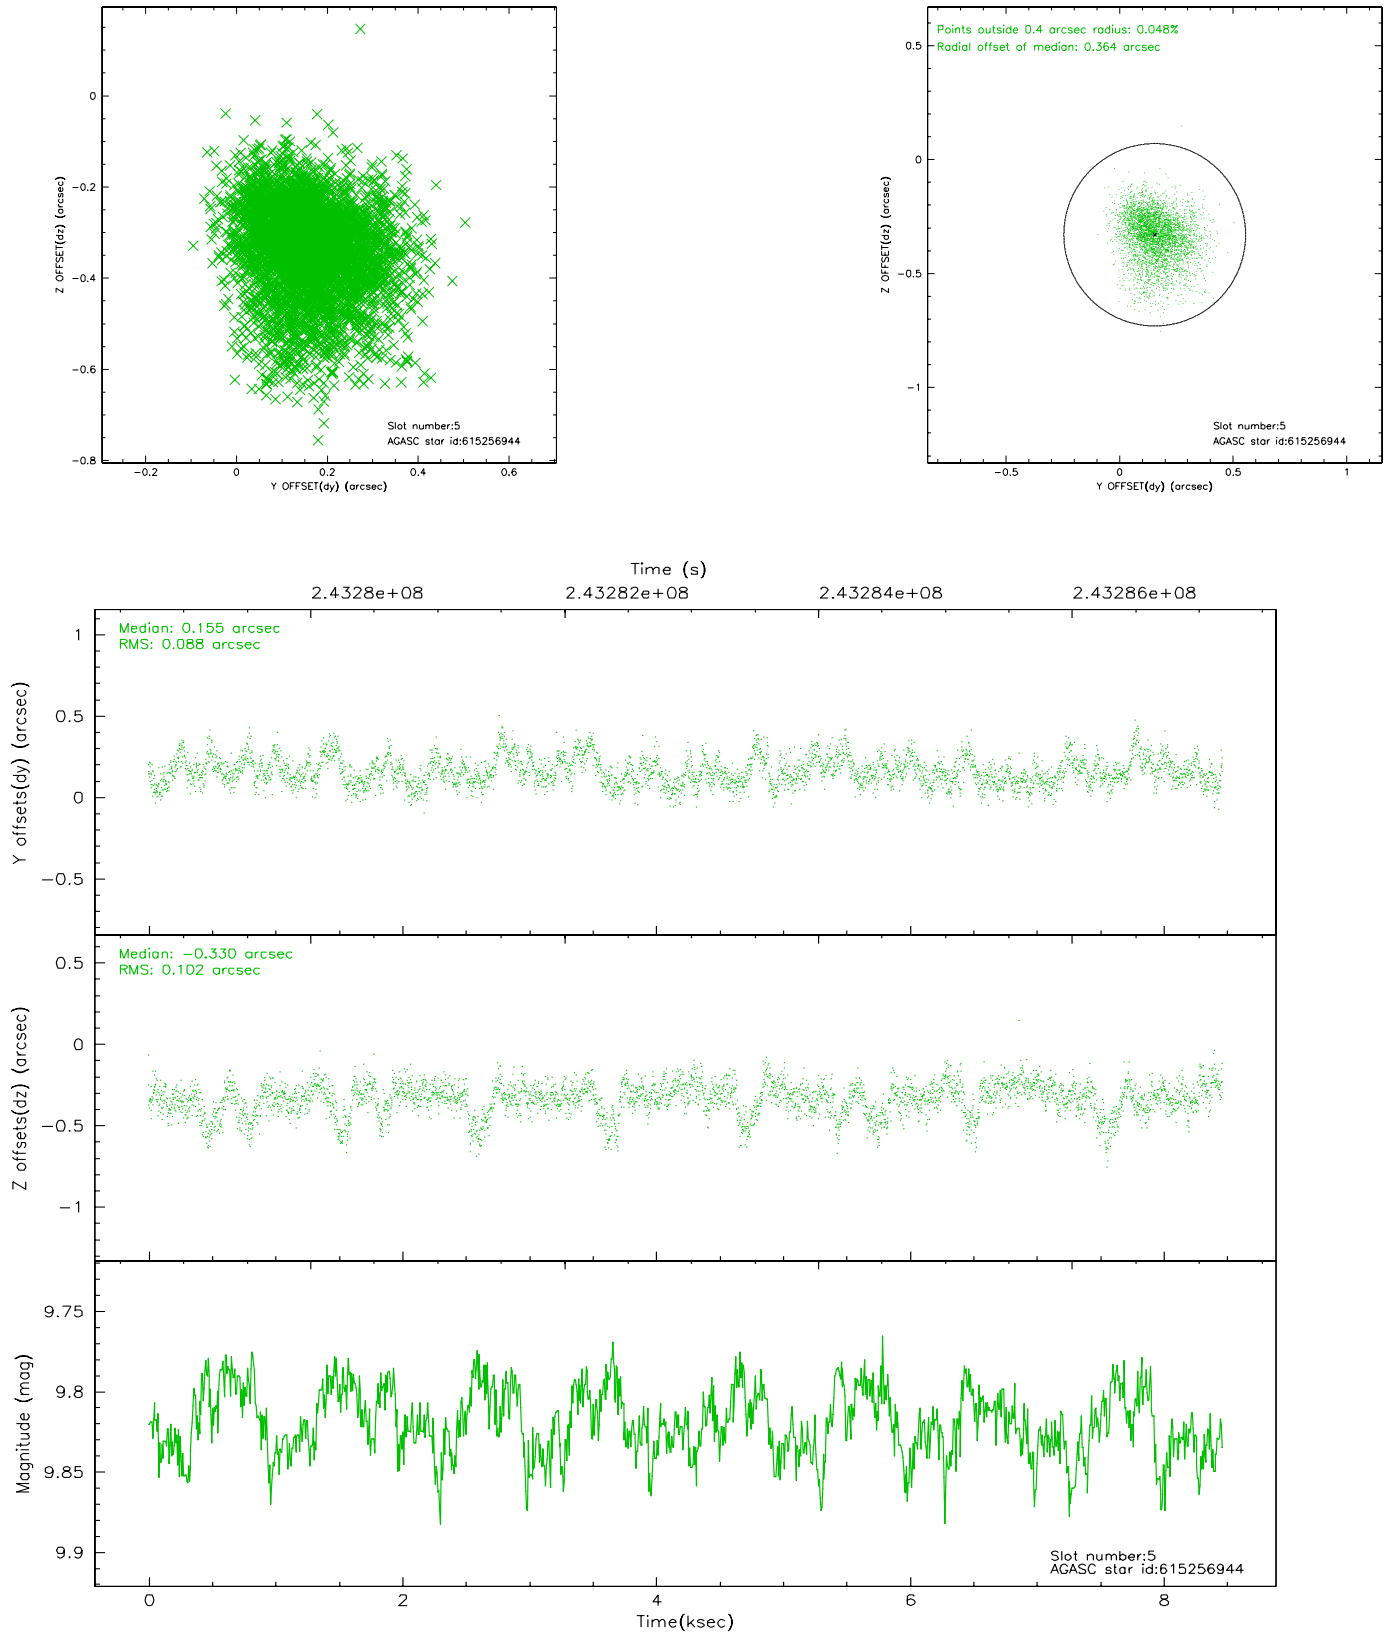 0
−0.2
−0.4
−0.6
−0.8
Z OFFSET(dz) (arcsec)
Slot number:5
AGASC star id:615256944
−0.2
0
0.2
0.4
0.6
Y OFFSET(dy) (arcsec)
Points outside 0.4 arcsec radius: 0.048%
Radial offset of median: 0.364 arcsec
0.5
0
−0.5
−1
Z OFFSET(dz) (arcsec)
Slot number:5
AGASC star id:615256944
−0.5
0
0.5
1
Y OFFSET(dy) (arcsec)
Time (s)
2.4328e+08
2.43282e+08
2.43284e+08
2.43286e+08
Median: 0.155 arcsec
RMS: 0.088 arcsec
1
0.5
0
−0.5
Y offsets(dy) (arcsec)
Median: −0.330 arcsec
RMS: 0.102 arcsec
0.5
0
−0.5
−1
Z offsets(dz) (arcsec)
9.75
9.8
9.85
9.9
Magnitude (mag)
Slot number:5
AGASC star id:615256944
0
2
4
6
8
Time(ksec)